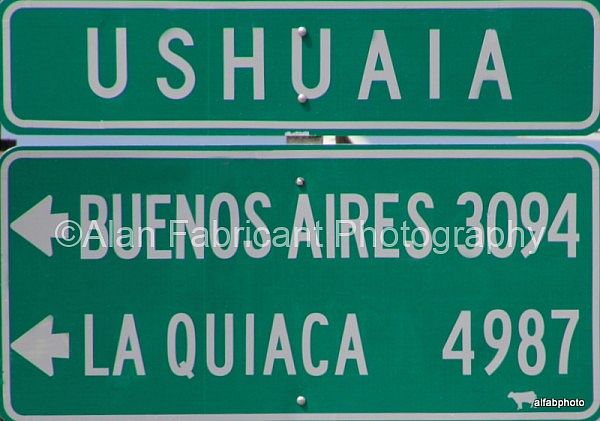 USHUAIA
BUENOS AIRES 3094
©Alan Fabricant Photography
LA QUIACA 4987
alfabphoto